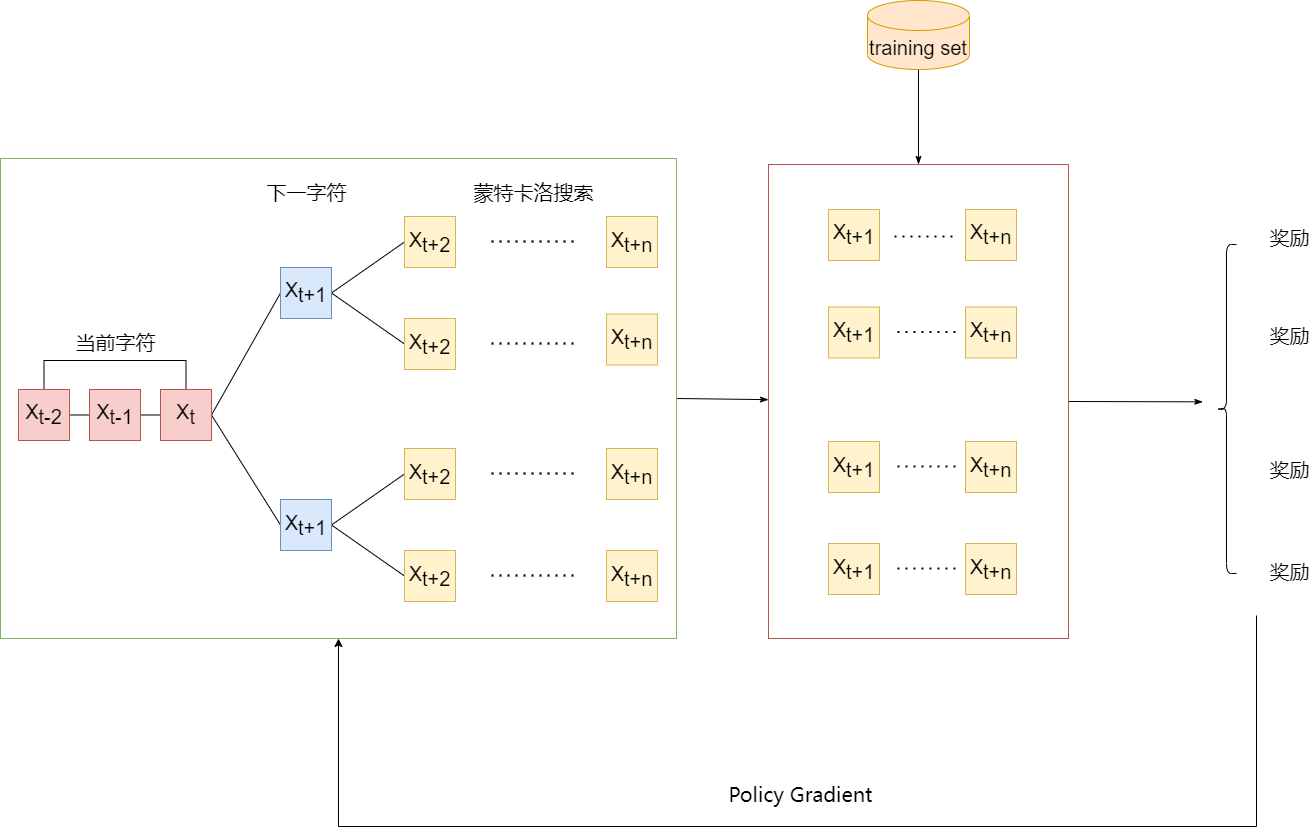 training set
下一字符
蒙特卡洛搜索
X_{t+2} ........... X_{t+n}
X_{t+1}
X_{t+2} ........... X_{t+n}
当前字符
X_{t-2} X_{t-1} X_t
X_{t+2} ........... X_{t+n}
X_{t+1}
X_{t+2} ........... X_{t+n}
X_{t+1} ........ X_{t+n}
X_{t+1} ........ X_{t+n}
X_{t+1} ........ X_{t+n}
X_{t+1} ........ X_{t+n}
奖励
奖励
奖励
奖励
Policy Gradient